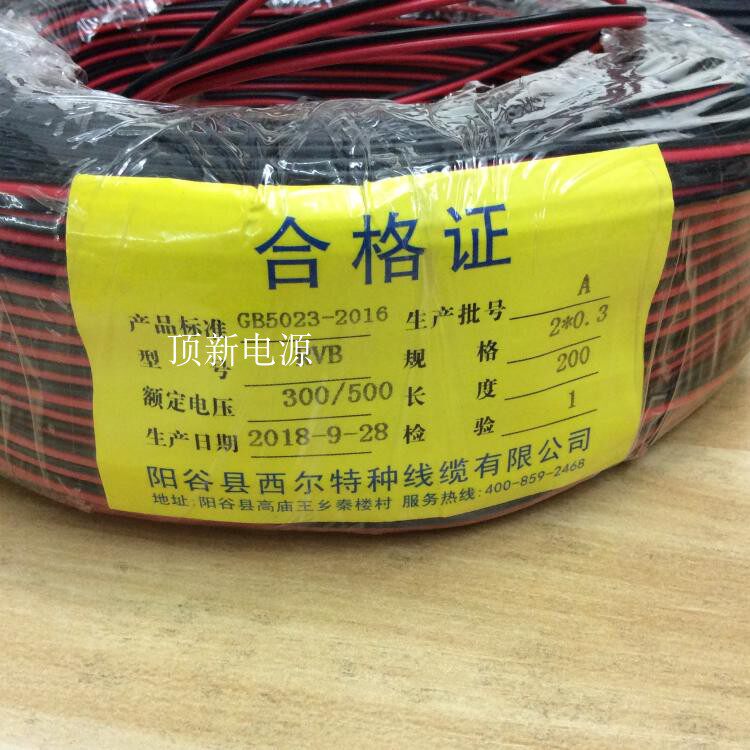 合格证
产品标准 GB5023-2016 生产批号 A
型号 VB 规格 2*0.3
顶新电源
额定电压 300/500 长度 200
生产日期 2018-9-28 检验 1
阳谷县西尔特种线缆有限公司
地址:阳谷县高庙王乡秦楼村 服务热线:400-859-2468